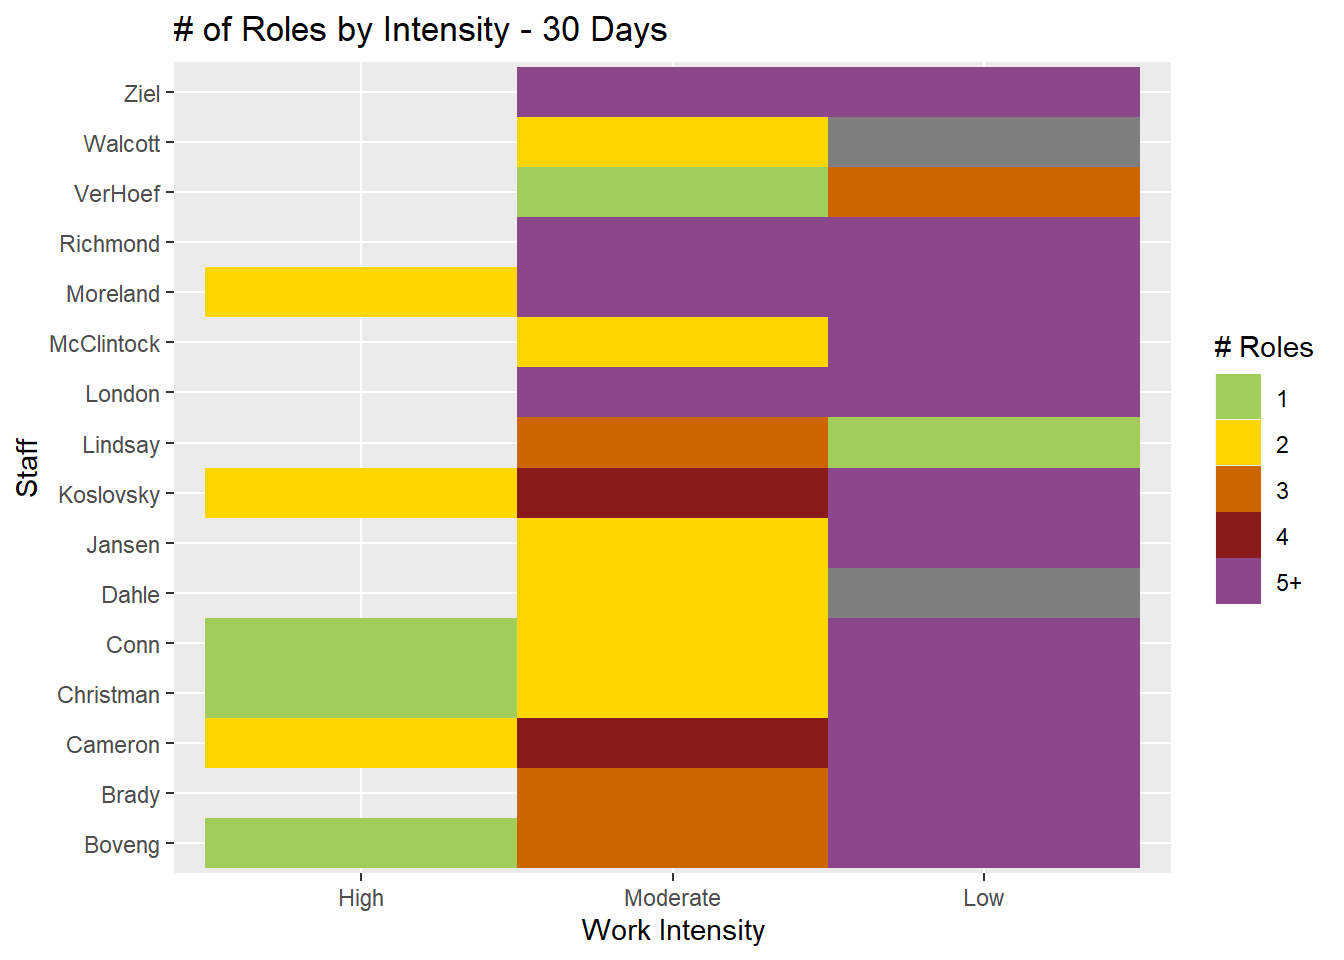 # of Roles by Intensity - 30 Days
Ziel
Walcott
VerHoef
Richmond
Moreland
McClintock
London
Lindsay
Koslovsky
Jansen
Dahle
Conn
Christman
Cameron
Brady
Boveng
Staff
High Moderate Low
Work Intensity
# Roles
1
2
3
4
5+